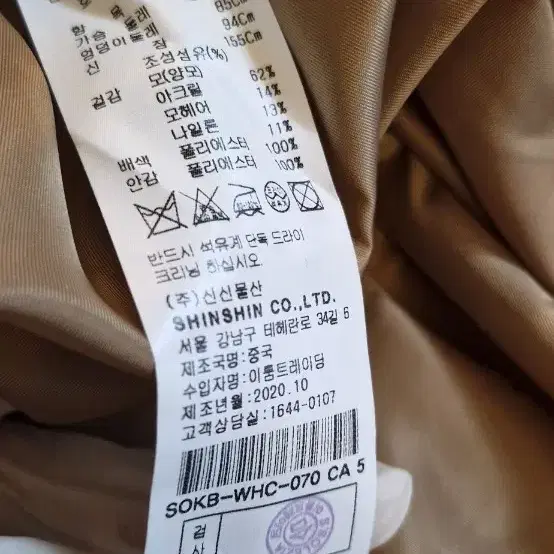 85Cm
가슴둘레 94Cm
엉덩이둘레
신장 155Cm
조성섬유(%)
겉감 모(양모) 62%
아크릴 14%
모헤어 13%
나일론 11%
배색 폴리에스터 100%
안감 폴리에스터 100%
반드시 석유계 단독 드라이
크리닝 하십시오
(주)신신물산
SHINSHIN CO.,LTD.
서울 강남구 테헤란로 34길 6
제조국명:중국
수입자명:이룸트레이딩
제조년월:2020.10
고객상담실:1644-0107
SOKB-WHC-070 CA 5
검